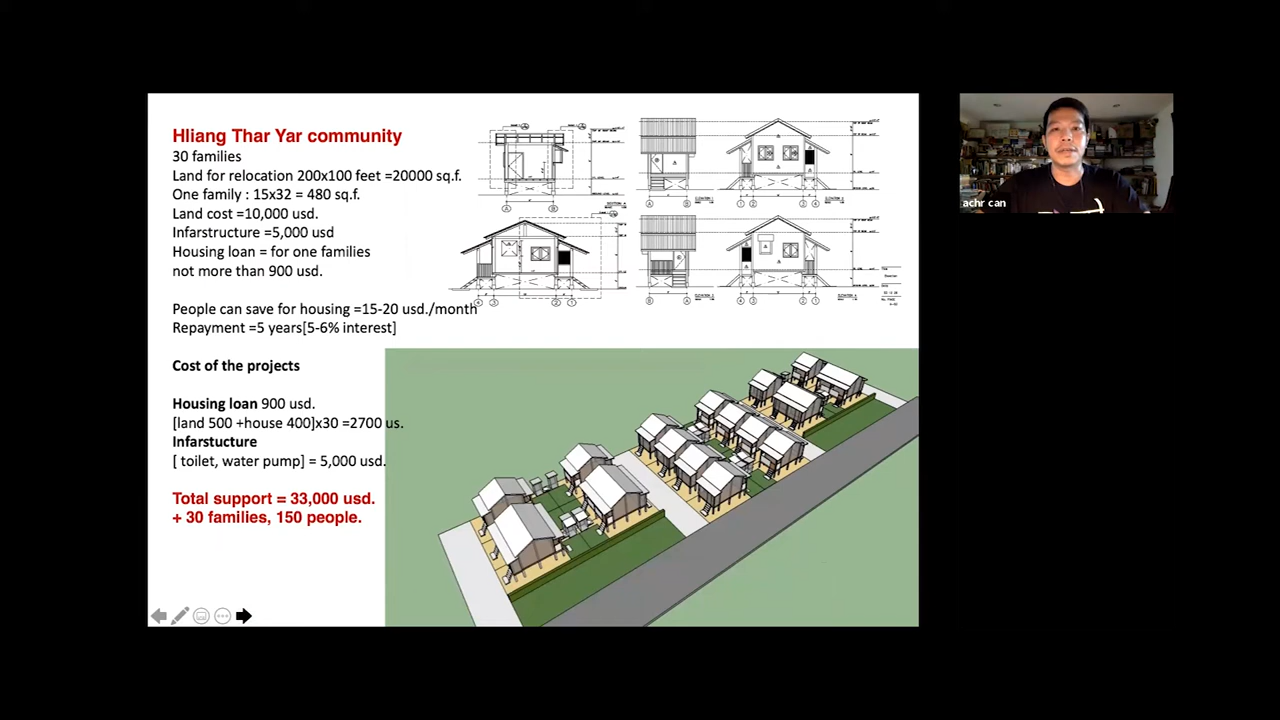 Hliang Thar Yar community
30 families
Land for relocation 200x100 feet =20000 sq.f.
One family : 15x32 = 480 sq.f.
Land cost =10,000 usd.
Infarstructure =5,000 usd
Housing loan = for one families
not more than 900 usd.
People can save for housing =15-20 usd./month
Repayment =5 years[5-6% interest]
Cost of the projects
Housing loan 900 usd.
[land 500 +house 400]x30 =2700 us.
Infarstucture
[ toilet, water pump] = 5,000 usd.
Total support = 33,000 usd.
+ 30 families, 150 people.
achr can